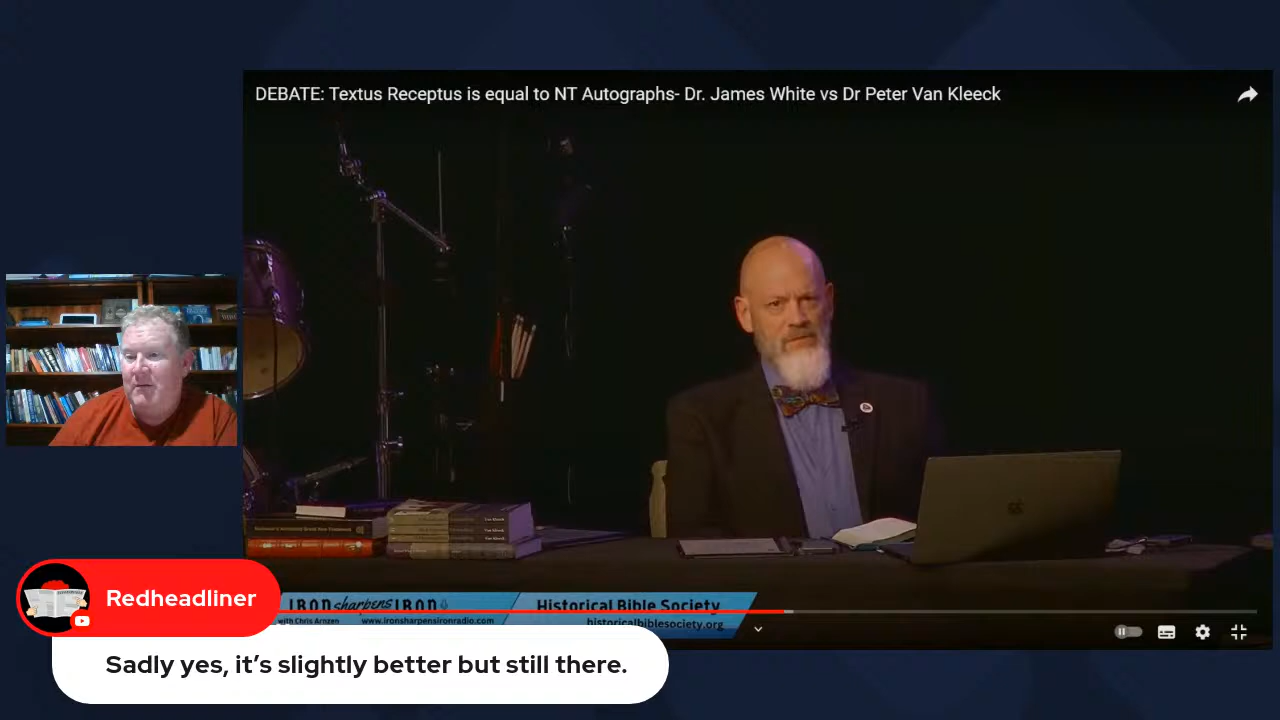 DEBATE: Textus Receptus is equal to NT Autographs- Dr. James White vs Dr Peter Van Kleeck
IRON sharpens IRON
with Chris Arnzen www.ironsharpensironradio.com
Historical Bible Society
historicalbiblesociety.org
Redheadliner
Sadly yes, it’s slightly better but still there.